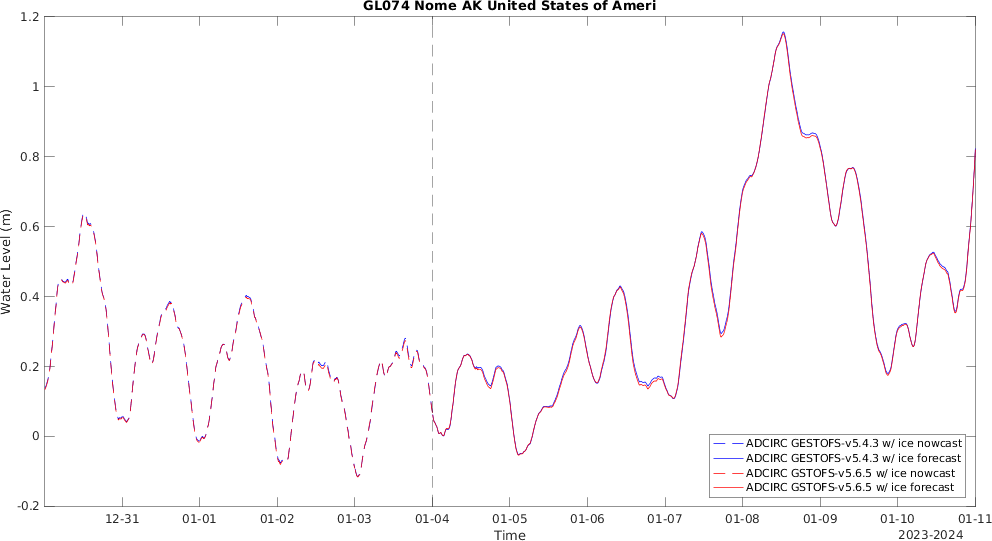 GL074 Nome AK United States of Ameri
1.2
1
0.8
0.6
0.4
0.2
0
-0.2
Water Level (m)
ADCIRC GESTOFS-v5.4.3 w/ ice nowcast
ADCIRC GESTOFS-v5.4.3 w/ ice forecast
ADCIRC GSTOFS-v5.6.5 w/ ice nowcast
ADCIRC GSTOFS-v5.6.5 w/ ice forecast
12-31 01-01 01-02 01-03 01-04 01-05 01-06 01-07 01-08 01-09 01-10 01-11
Time
2023-2024